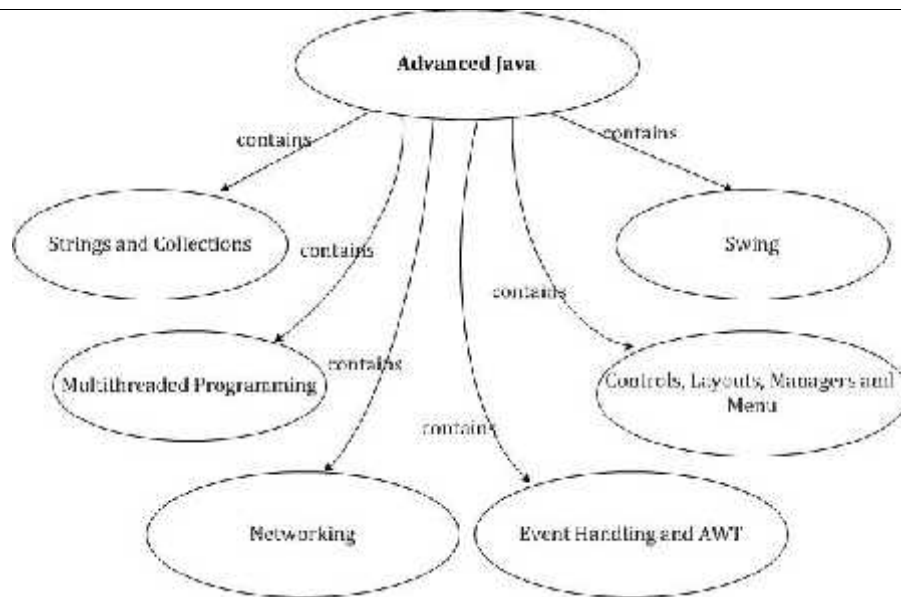 Advanced Java
contains
contains
Strings and Collections
Swing
contains
contains
Multithreaded Programming
contains
Controls, Layouts, Managers and
Menu
contains
Networking
Event Handling and AWT